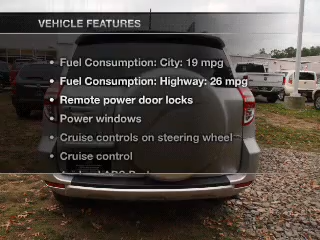 VEHICLE FEATURES
• Fuel Consumption: City: 19 mpg
• Fuel Consumption: Highway: 26 mpg
• Remote power door locks
• Power windows
• Cruise controls on steering wheel
• Cruise control